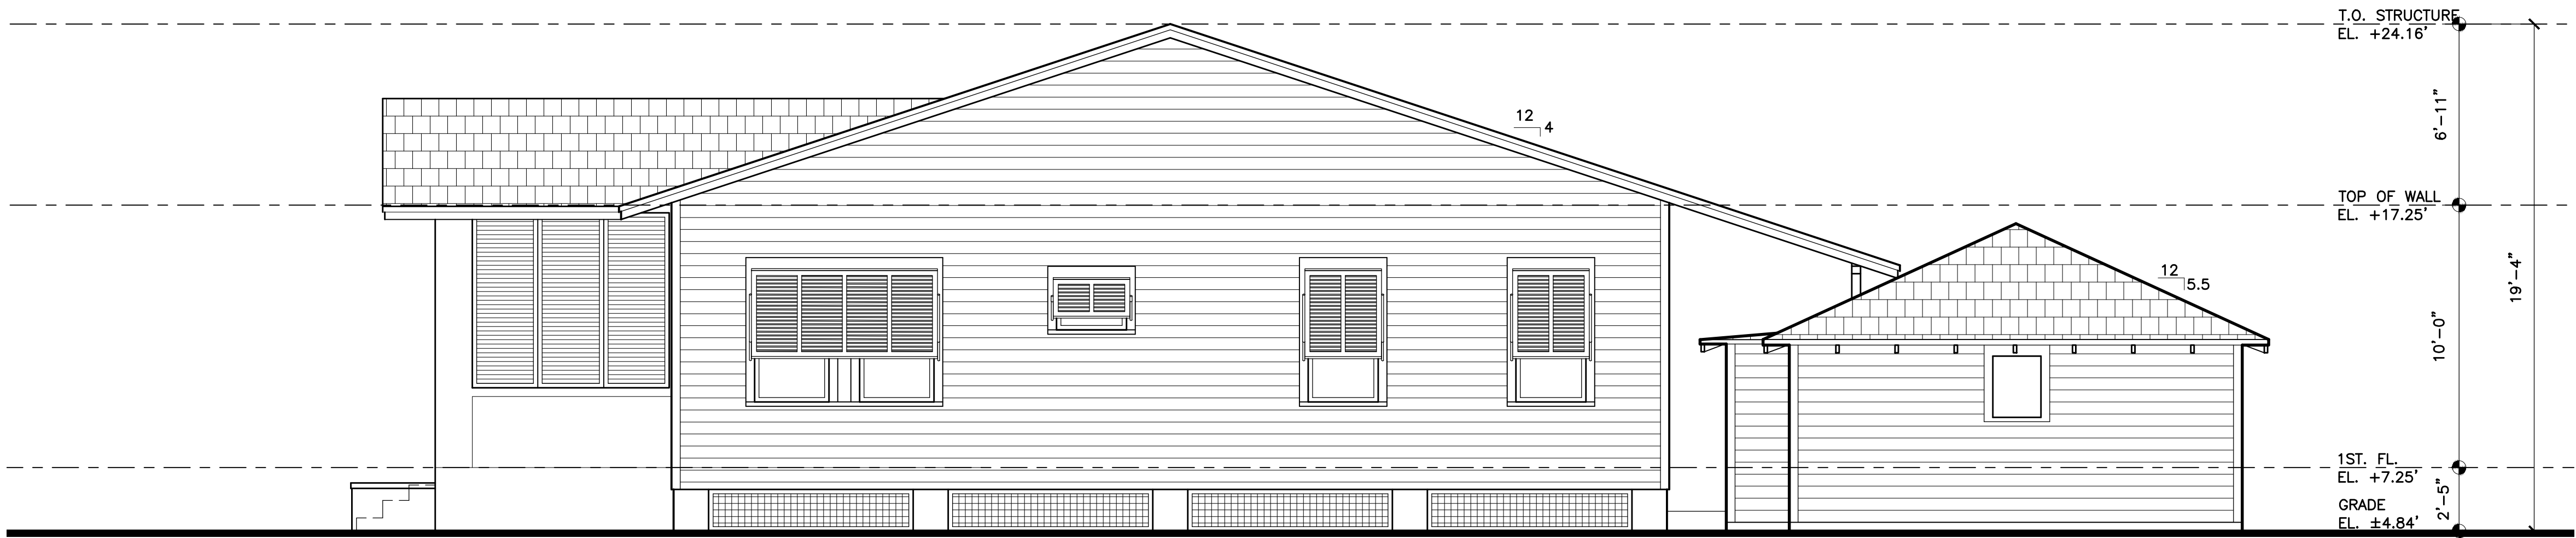 T.O. STRUCTURE
EL. +24.16'
6'-11"
12
4
TOP OF WALL
EL. +17.25'
12
5.5
19'-4"
10'-0"
1ST. FL.
EL. +7.25'
2'-5"
GRADE
EL. ±4.84'